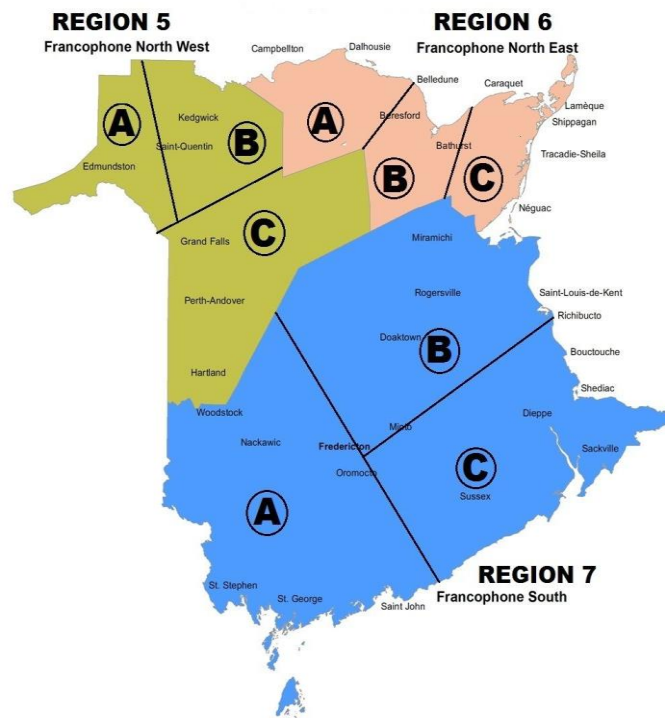 REGION 5
Francophone North West
REGION 6
Francophone North East
Campbellton
Dalhousie
Belledune
Caraquet
Lamèque
Shippagan
Kedgwick
A
B
A
Beresford
Saint-Quentin
Bathurst
Tracadie-Sheila
Edmundston
B
C
Néguac
Grand Falls
C
Miramichi
Rogersville
Saint-Louis-de-Kent
Perth-Andover
Richibucto
Doaktown
B
Bouctouche
Hartland
Shediac
Woodstock
Minto
Dieppe
Nackawic
Fredericton
Sackville
Oromocto
C
Sussex
A
REGION 7
Francophone South
St. Stephen
St. George
Saint John